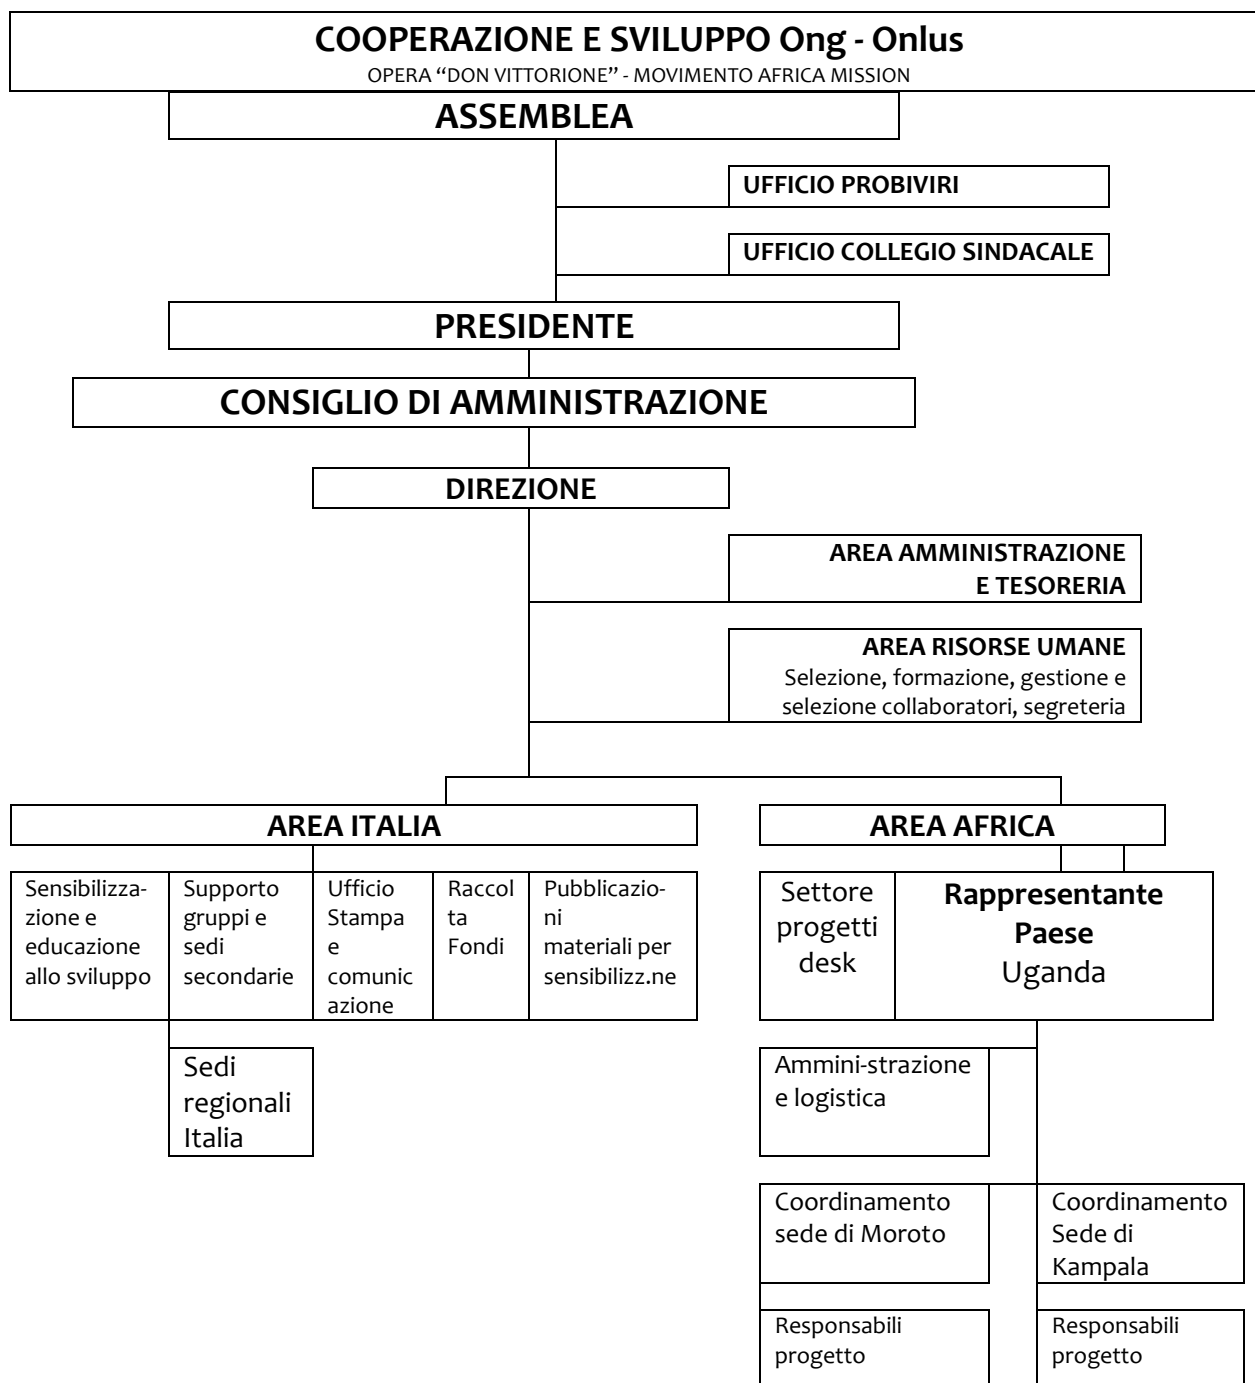 COOPERAZIONE E SVILUPPO Ong - Onlus
OPERA “DON VITTORIONE” - MOVIMENTO AFRICA MISSION
ASSEMBLEA
UFFICIO PROBIVIRI
UFFICIO COLLEGIO SINDACALE
PRESIDENTE
CONSIGLIO DI AMMINISTRAZIONE
DIREZIONE
AREA AMMINISTRAZIONE
E TESORERIA
AREA RISORSE UMANE
Selezione, formazione, gestione e
selezione collaboratori, segreteria
AREA ITALIA
AREA AFRICA
Sensibilizza-
zione e
educazione
allo sviluppo
Supporto
gruppi e
sedi
secondarie
Ufficio
Stampa
e
comunic
azione
Raccol
ta
Fondi
Pubblicazio-
ni
materiali per
sensibilizz.ne
Settore
progetti
desk
Rappresentante
Paese
Uganda
Sedi
regionali
Italia
Ammini-strazione
e logistica
Coordinamento
sede di Moroto
Coordinamento
Sede di
Kampala
Responsabili
progetto
Responsabili
progetto